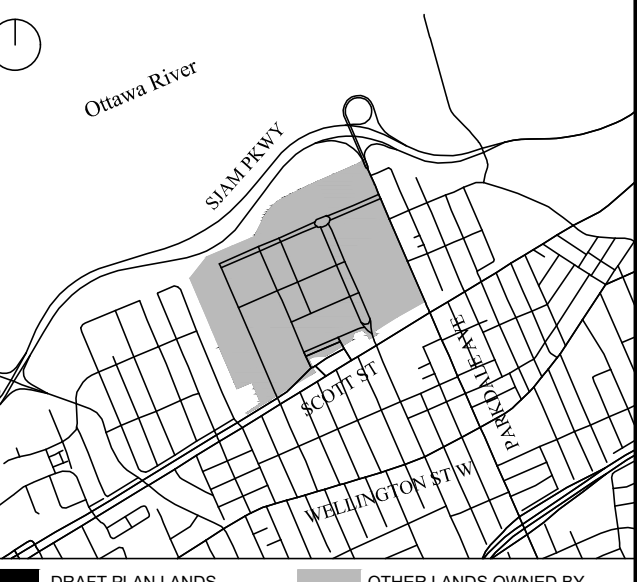 Ottawa River
SJAM PKWY
SCOTT ST
PARKDALE AVE
WELLINGTON ST W
DRAFT PLAN LANDS
OTHER LANDS OWNED BY